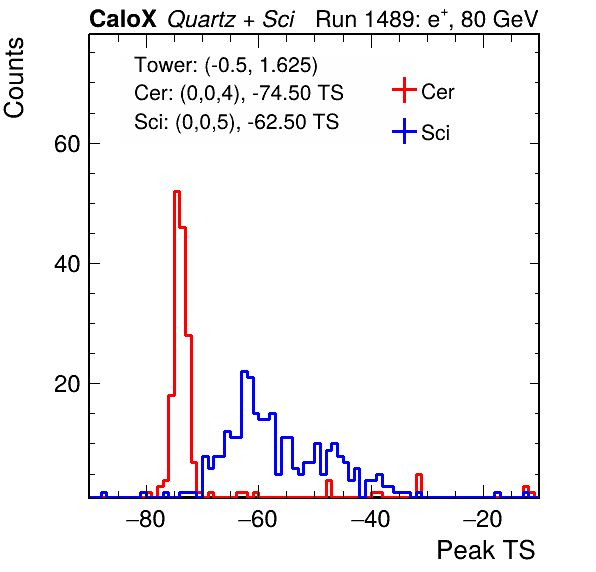 CaloX Quartz + Sci Run 1489: e+, 80 GeV
Counts
Tower: (-0.5, 1.625)
Cer: (0,0,4), -74.50 TS
Sci: (0,0,5), -62.50 TS
Cer
Sci
60
40
20
−80 −60 −40 −20
Peak TS